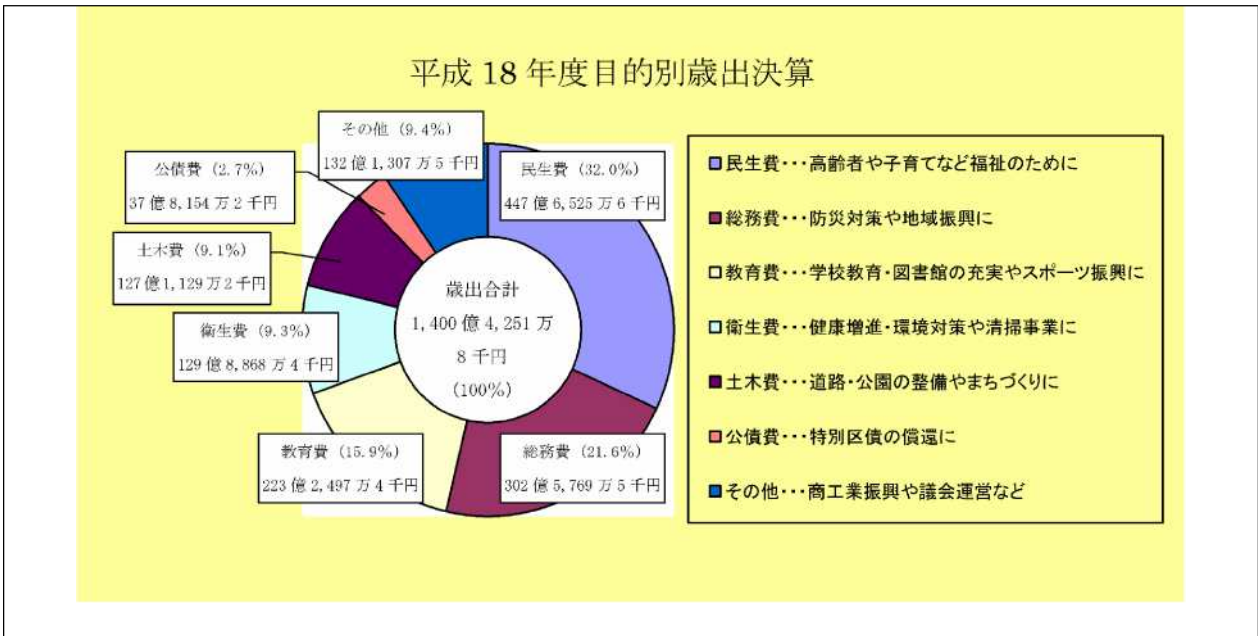 平成 18 年度目的別歳出決算
その他 (9.4%)
132 億 1,307 万 5 千円
公債費 (2.7%)
37 億 8,154 万 2 千円
土木費 (9.1%)
127 億 1,129 万 2 千円
衛生費 (9.3%)
129 億 8,868 万 4 千円
教育費 (15.9%)
223 億 2,497 万 4 千円
総務費 (21.6%)
302 億 5,769 万 5 千円
民生費 (32.0%)
447 億 6,525 万 6 千円
歳出合計
1,400 億 4,251 万
8 千円
(100%)
民生費･･･高齢者や子育てなど福祉のために
総務費･･･防災対策や地域振興に
教育費･･･学校教育･図書館の充実やスポーツ振興に
衛生費･･･健康増進･環境対策や清掃事業に
土木費･･･道路･公園の整備やまちづくりに
公債費･･･特別区債の償還に
その他･･･商工業振興や議会運営など